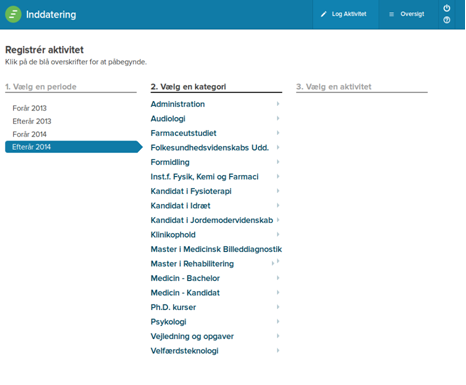 Inddatering
Log Aktivitet
Oversigt
Registrér aktivitet
Klik på de blå overskrifter for at påbegynde.
1. Vælg en periode
Forår 2013
Efterår 2013
Forår 2014
Efterår 2014
2. Vælg en kategori
Administration
Audiologi
Farmaceutstudiet
Folkesundhedsvidenskabs Udd.
Formidling
Inst.f. Fysik, Kemi og Farmaci
Kandidat i Fysioterapi
Kandidat i Idræt
Kandidat i Jordemodervidenskab
Klinikophold
Master i Medicinsk Billeddiagnostik
Master i Rehabilitering
Medicin - Bachelor
Medicin - Kandidat
Ph.D. kurser
Psykologi
Vejledning og opgaver
Velfærdsteknologi
3. Vælg en aktivitet